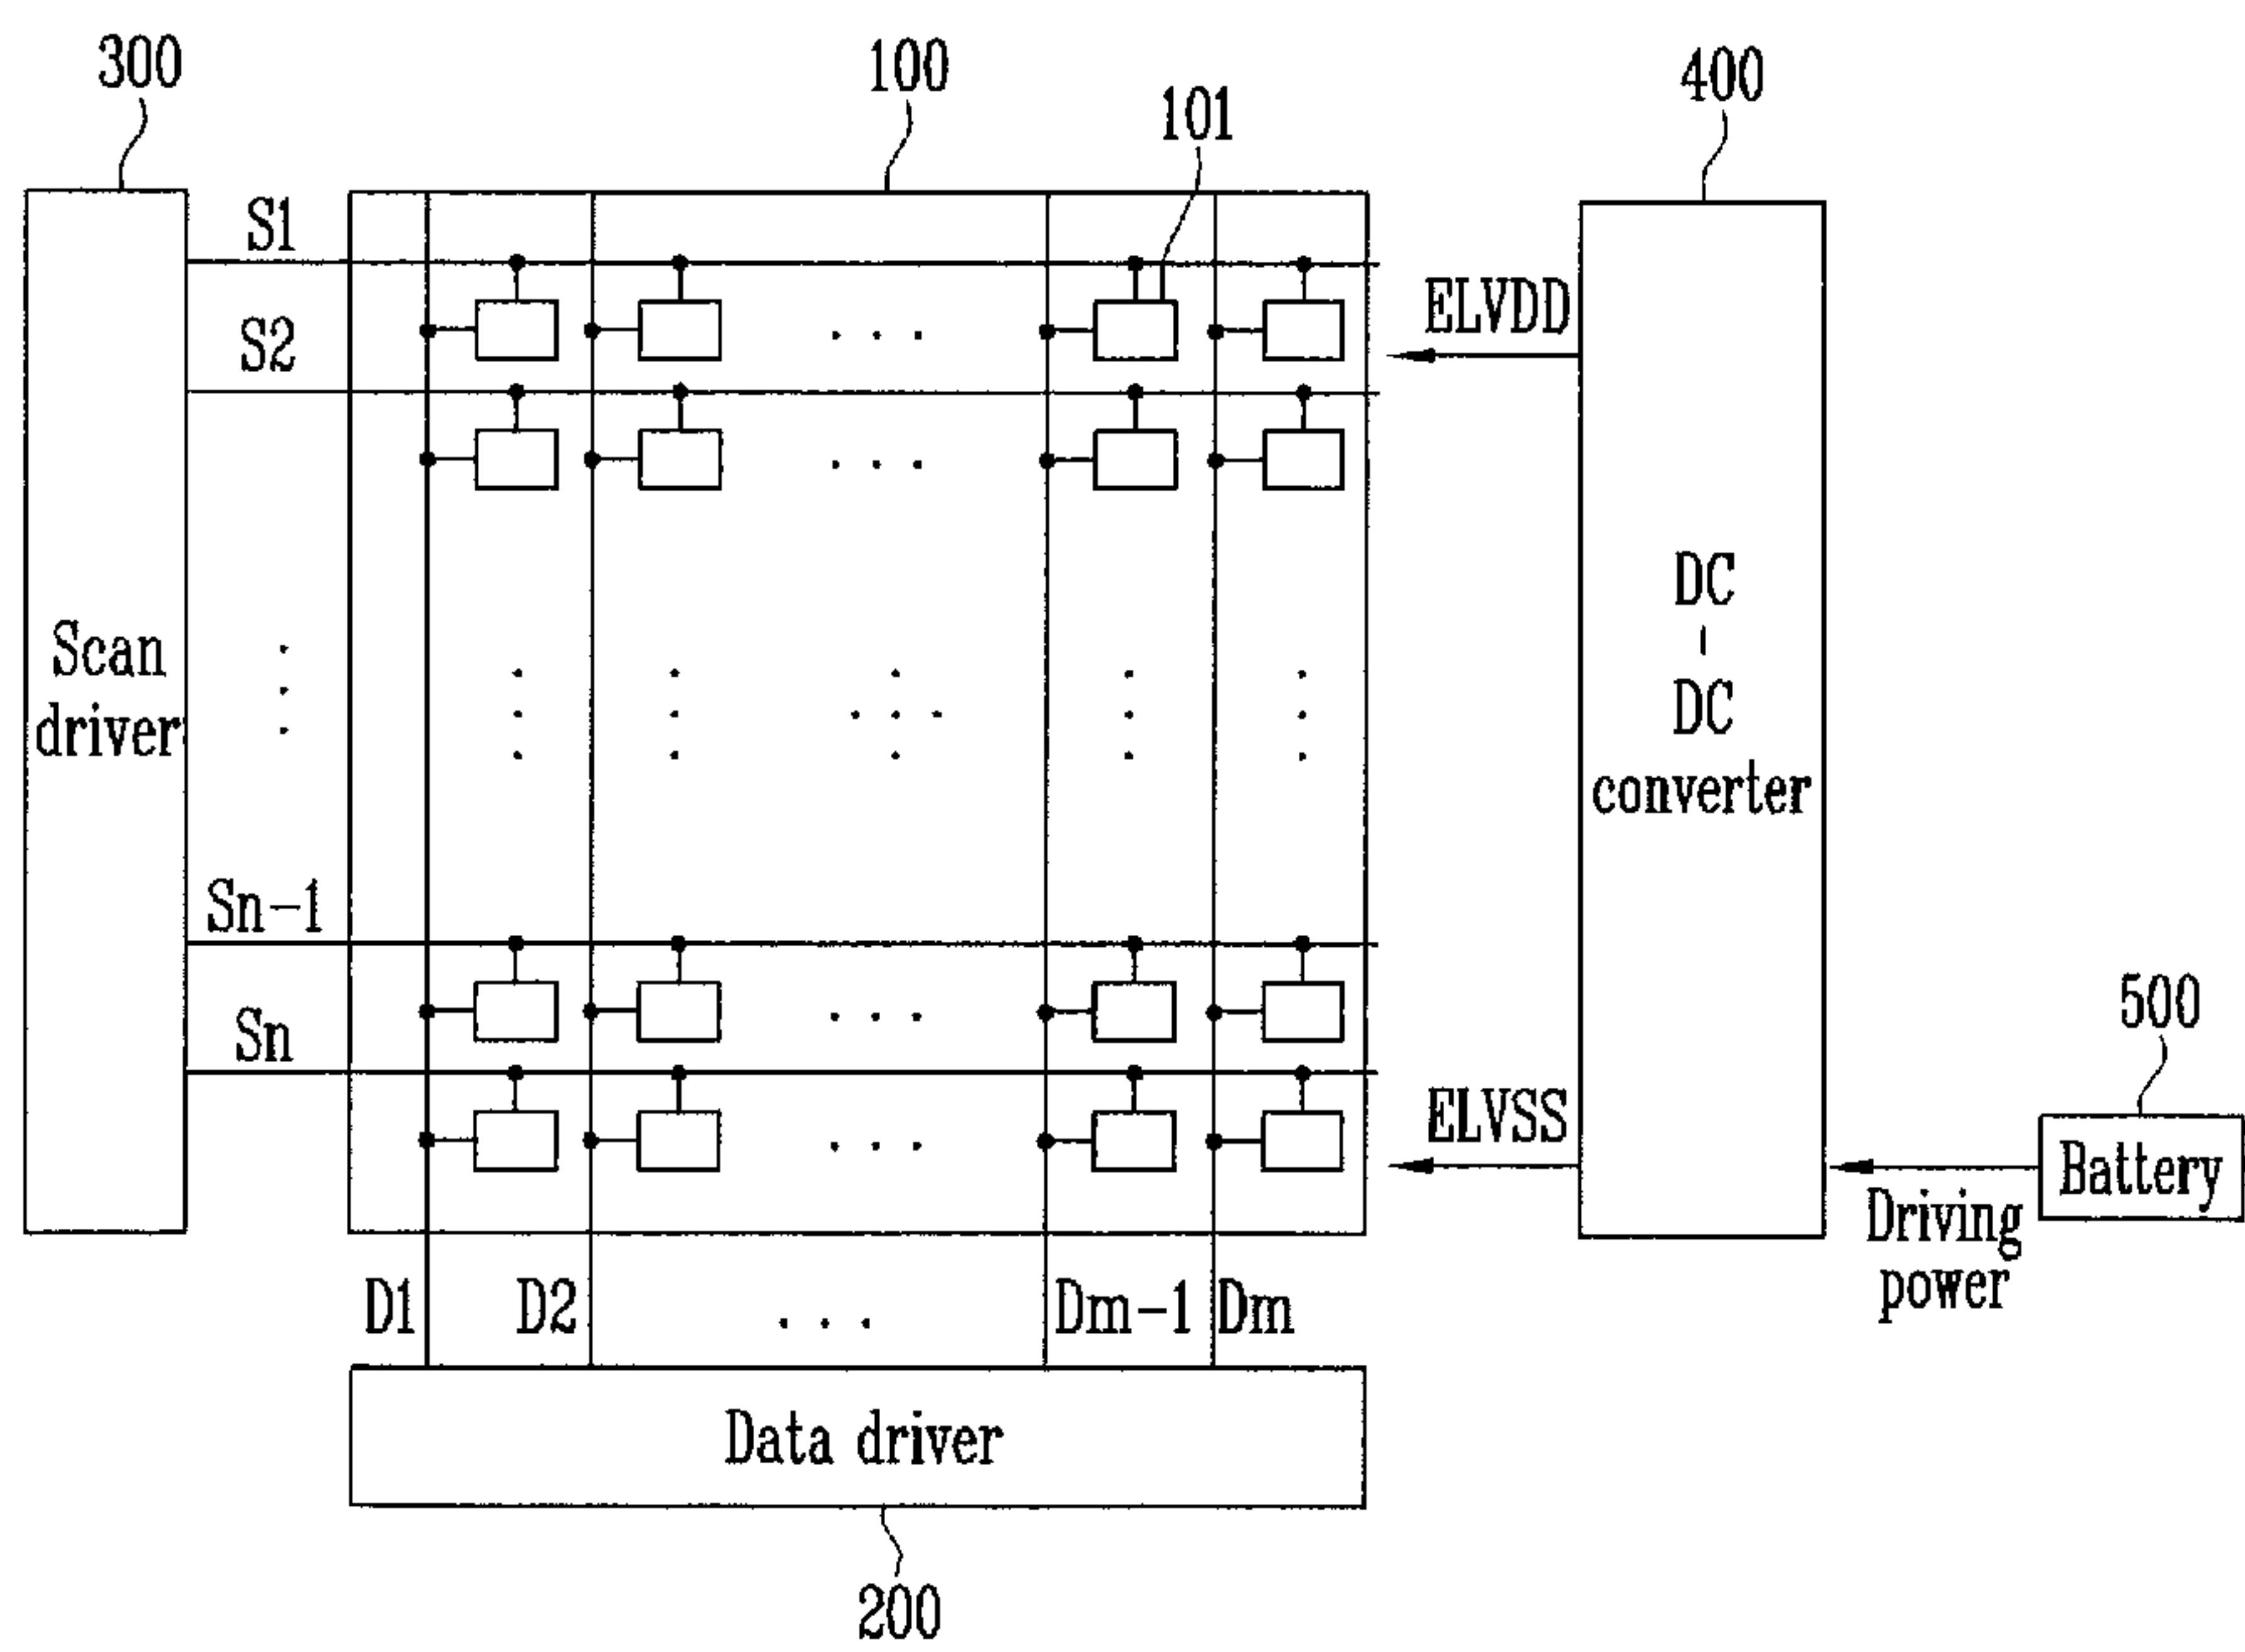 300
100
101
400
S1
S2
ELVDD
Scan
driver
DC
-
DC
converter
Sn-1
Sn
ELVSS
500
Battery
Driving
power
D1
D2
Dm-1
Dm
Data driver
200